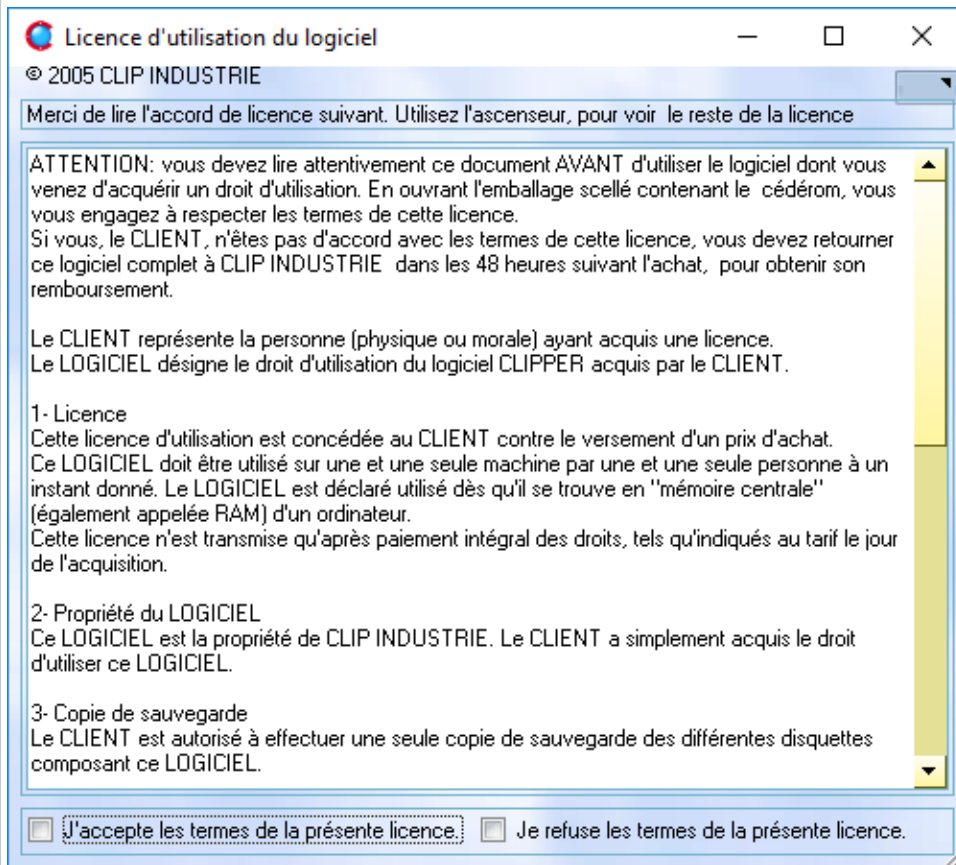 Licence d'utilisation du logiciel
© 2005 CLIP INDUSTRIE
Merci de lire l'accord de licence suivant. Utilisez l'ascenseur, pour voir le reste de la licence
ATTENTION: vous devez lire attentivement ce document AVANT d'utiliser le logiciel dont vous
venez d'acquérir un droit d'utilisation. En ouvrant l'emballage scellé contenant le cédérom, vous
vous engagez à respecter les termes de cette licence.
Si vous, le CLIENT, n'êtes pas d'accord avec les termes de cette licence, vous devez retourner
ce logiciel complet à CLIP INDUSTRIE dans les 48 heures suivant l'achat, pour obtenir son
remboursement.
Le CLIENT représente la personne (physique ou morale) ayant acquis une licence.
Le LOGICIEL désigne le droit d'utilisation du logiciel CLIPPER acquis par le CLIENT.
1- Licence
Cette licence d'utilisation est concédée au CLIENT contre le versement d'un prix d'achat.
Ce LOGICIEL doit être utilisé sur une et une seule machine par une et une seule personne à un
instant donné. Le LOGICIEL est déclaré utilisé dès qu'il se trouve en "mémoire centrale"
(également appelée RAM) d'un ordinateur.
Cette licence n'est transmise qu'après paiement intégral des droits, tels qu'indiqués au tarif le jour
de l'acquisition.
2- Propriété du LOGICIEL
Ce LOGICIEL est la propriété de CLIP INDUSTRIE. Le CLIENT a simplement acquis le droit
d'utiliser ce LOGICIEL.
3- Copie de sauvegarde
Le CLIENT est autorisé à effectuer une seule copie de sauvegarde des différentes disquettes
composant ce LOGICIEL.
J'accepte les termes de la présente licence. Je refuse les termes de la présente licence.